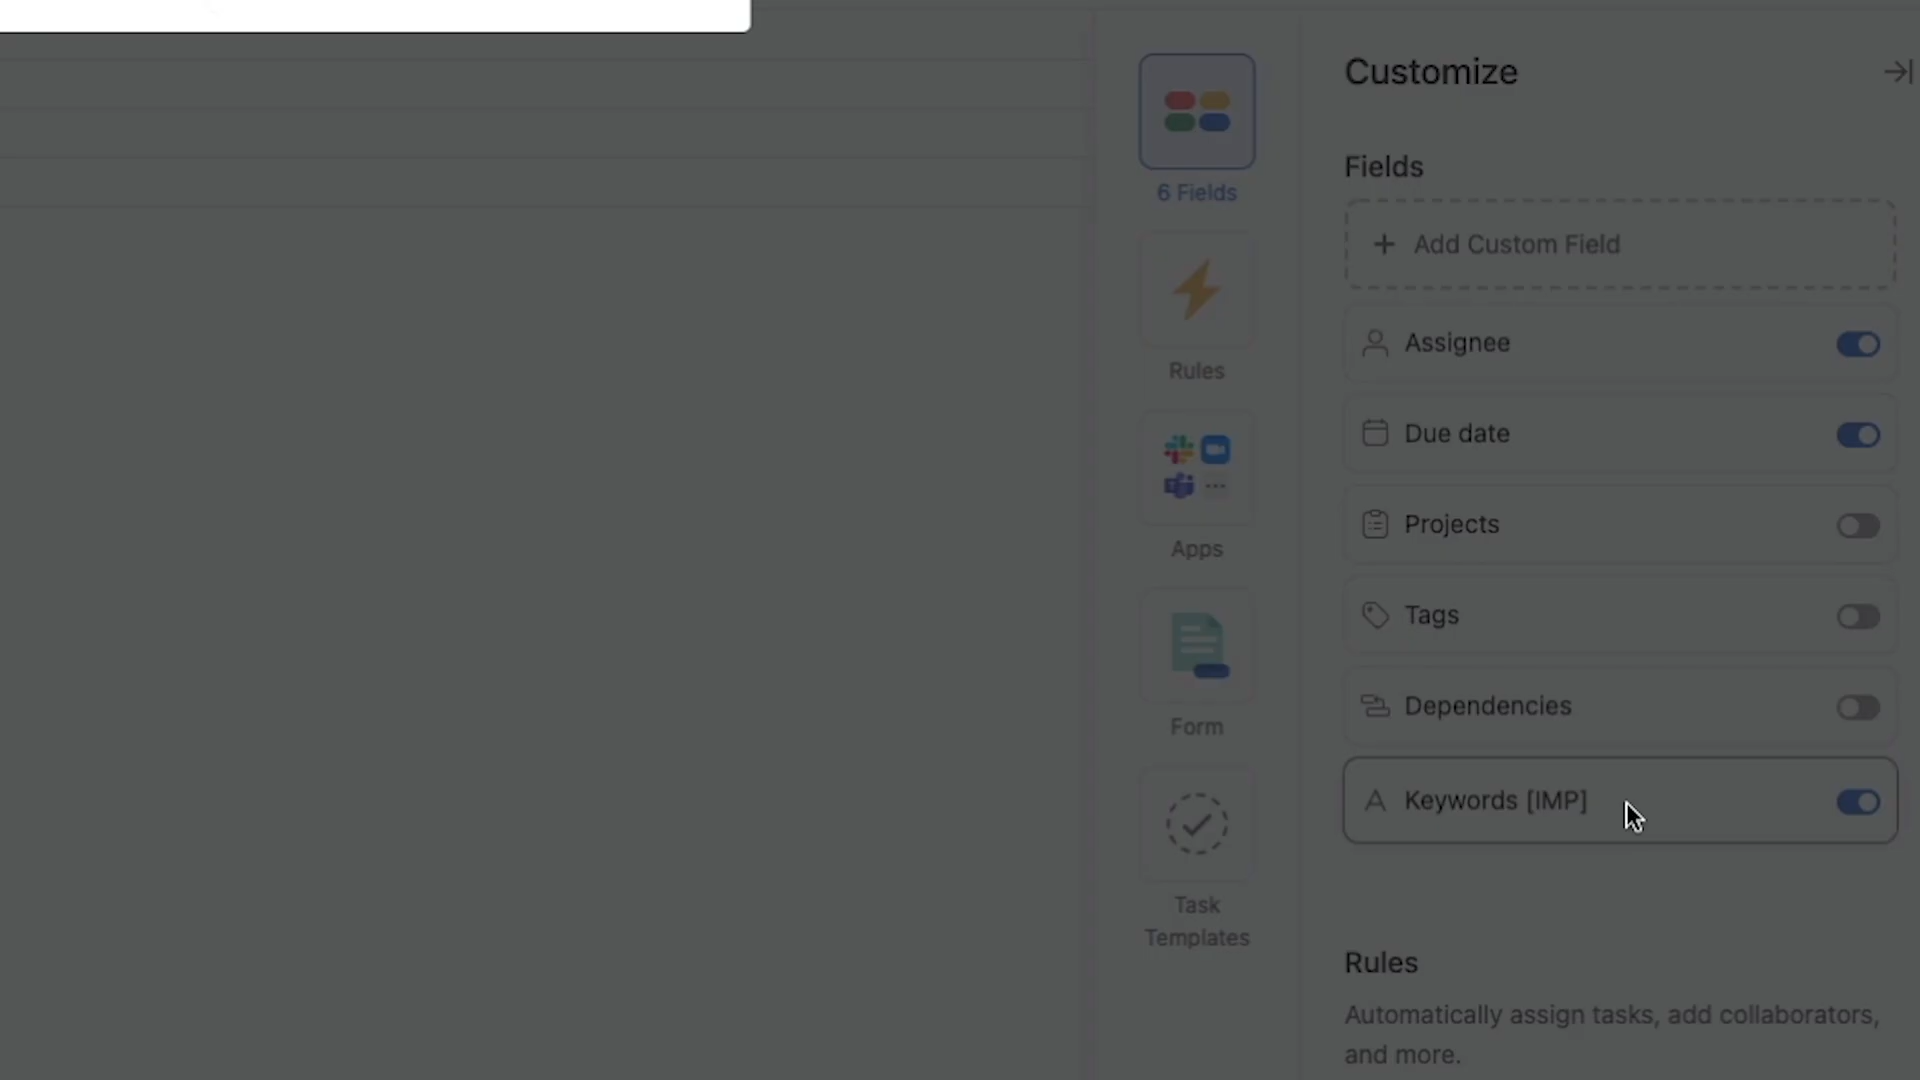 Customize
Fields
6 Fields
Add Custom Field
Assignee
Rules
Due date
Projects
Apps
Tags
Dependencies
Form
Keywords [IMP]
Task
Templates
Rules
Automatically assign tasks, add collaborators,
and more.